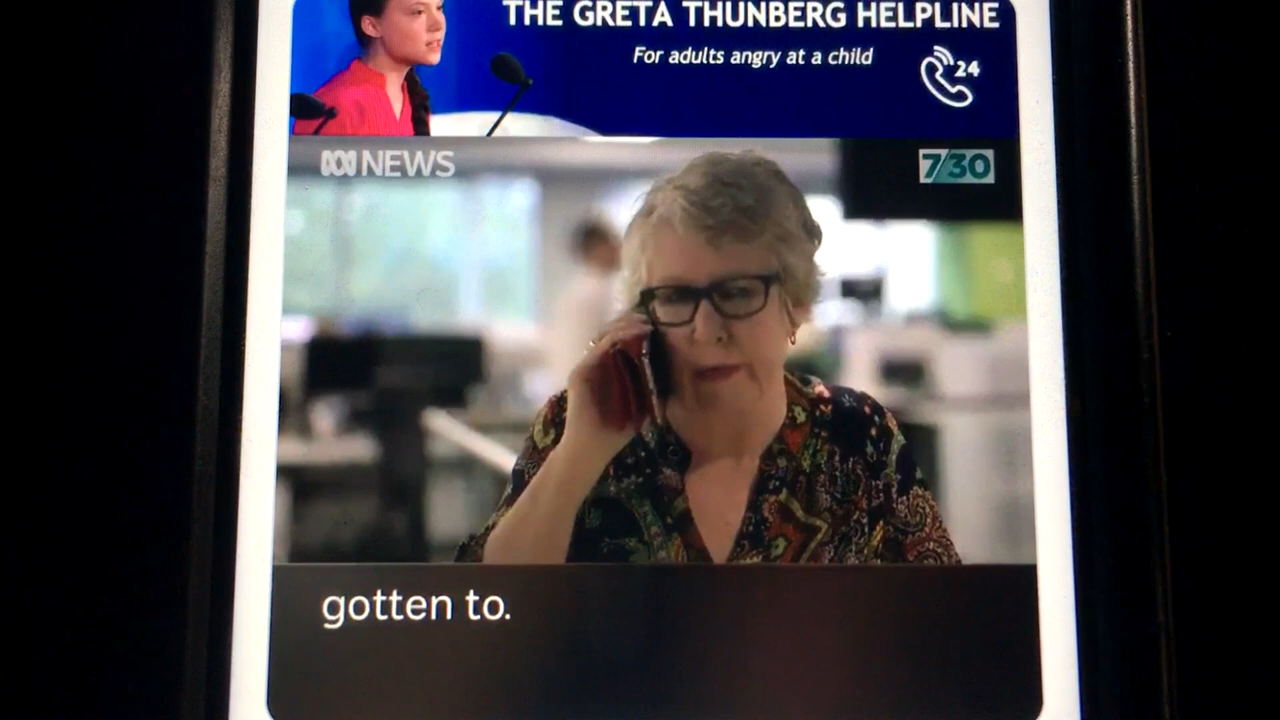 THE GRETA THUNBERG HELPLINE
For adults angry at a child
24
NEWS
7/30
gotten to.